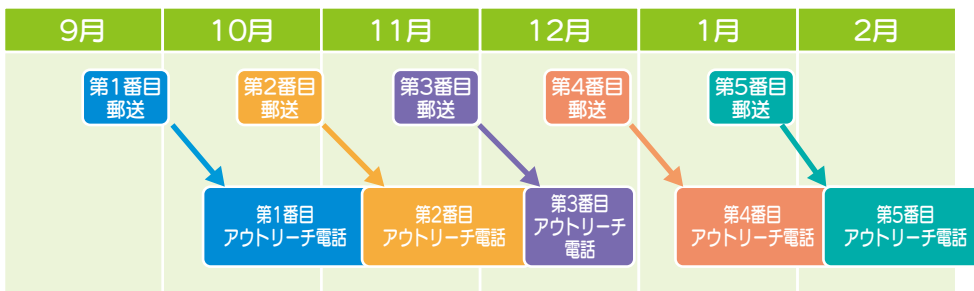 9月 10月 11月 12月 1月 2月
第1番目
郵送
第2番目
郵送
第3番目
郵送
第4番目
郵送
第5番目
郵送
第1番目
アウトリーチ電話
第2番目
アウトリーチ電話
第3番目
アウトリーチ
電話
第4番目
アウトリーチ電話
第5番目
アウトリーチ電話